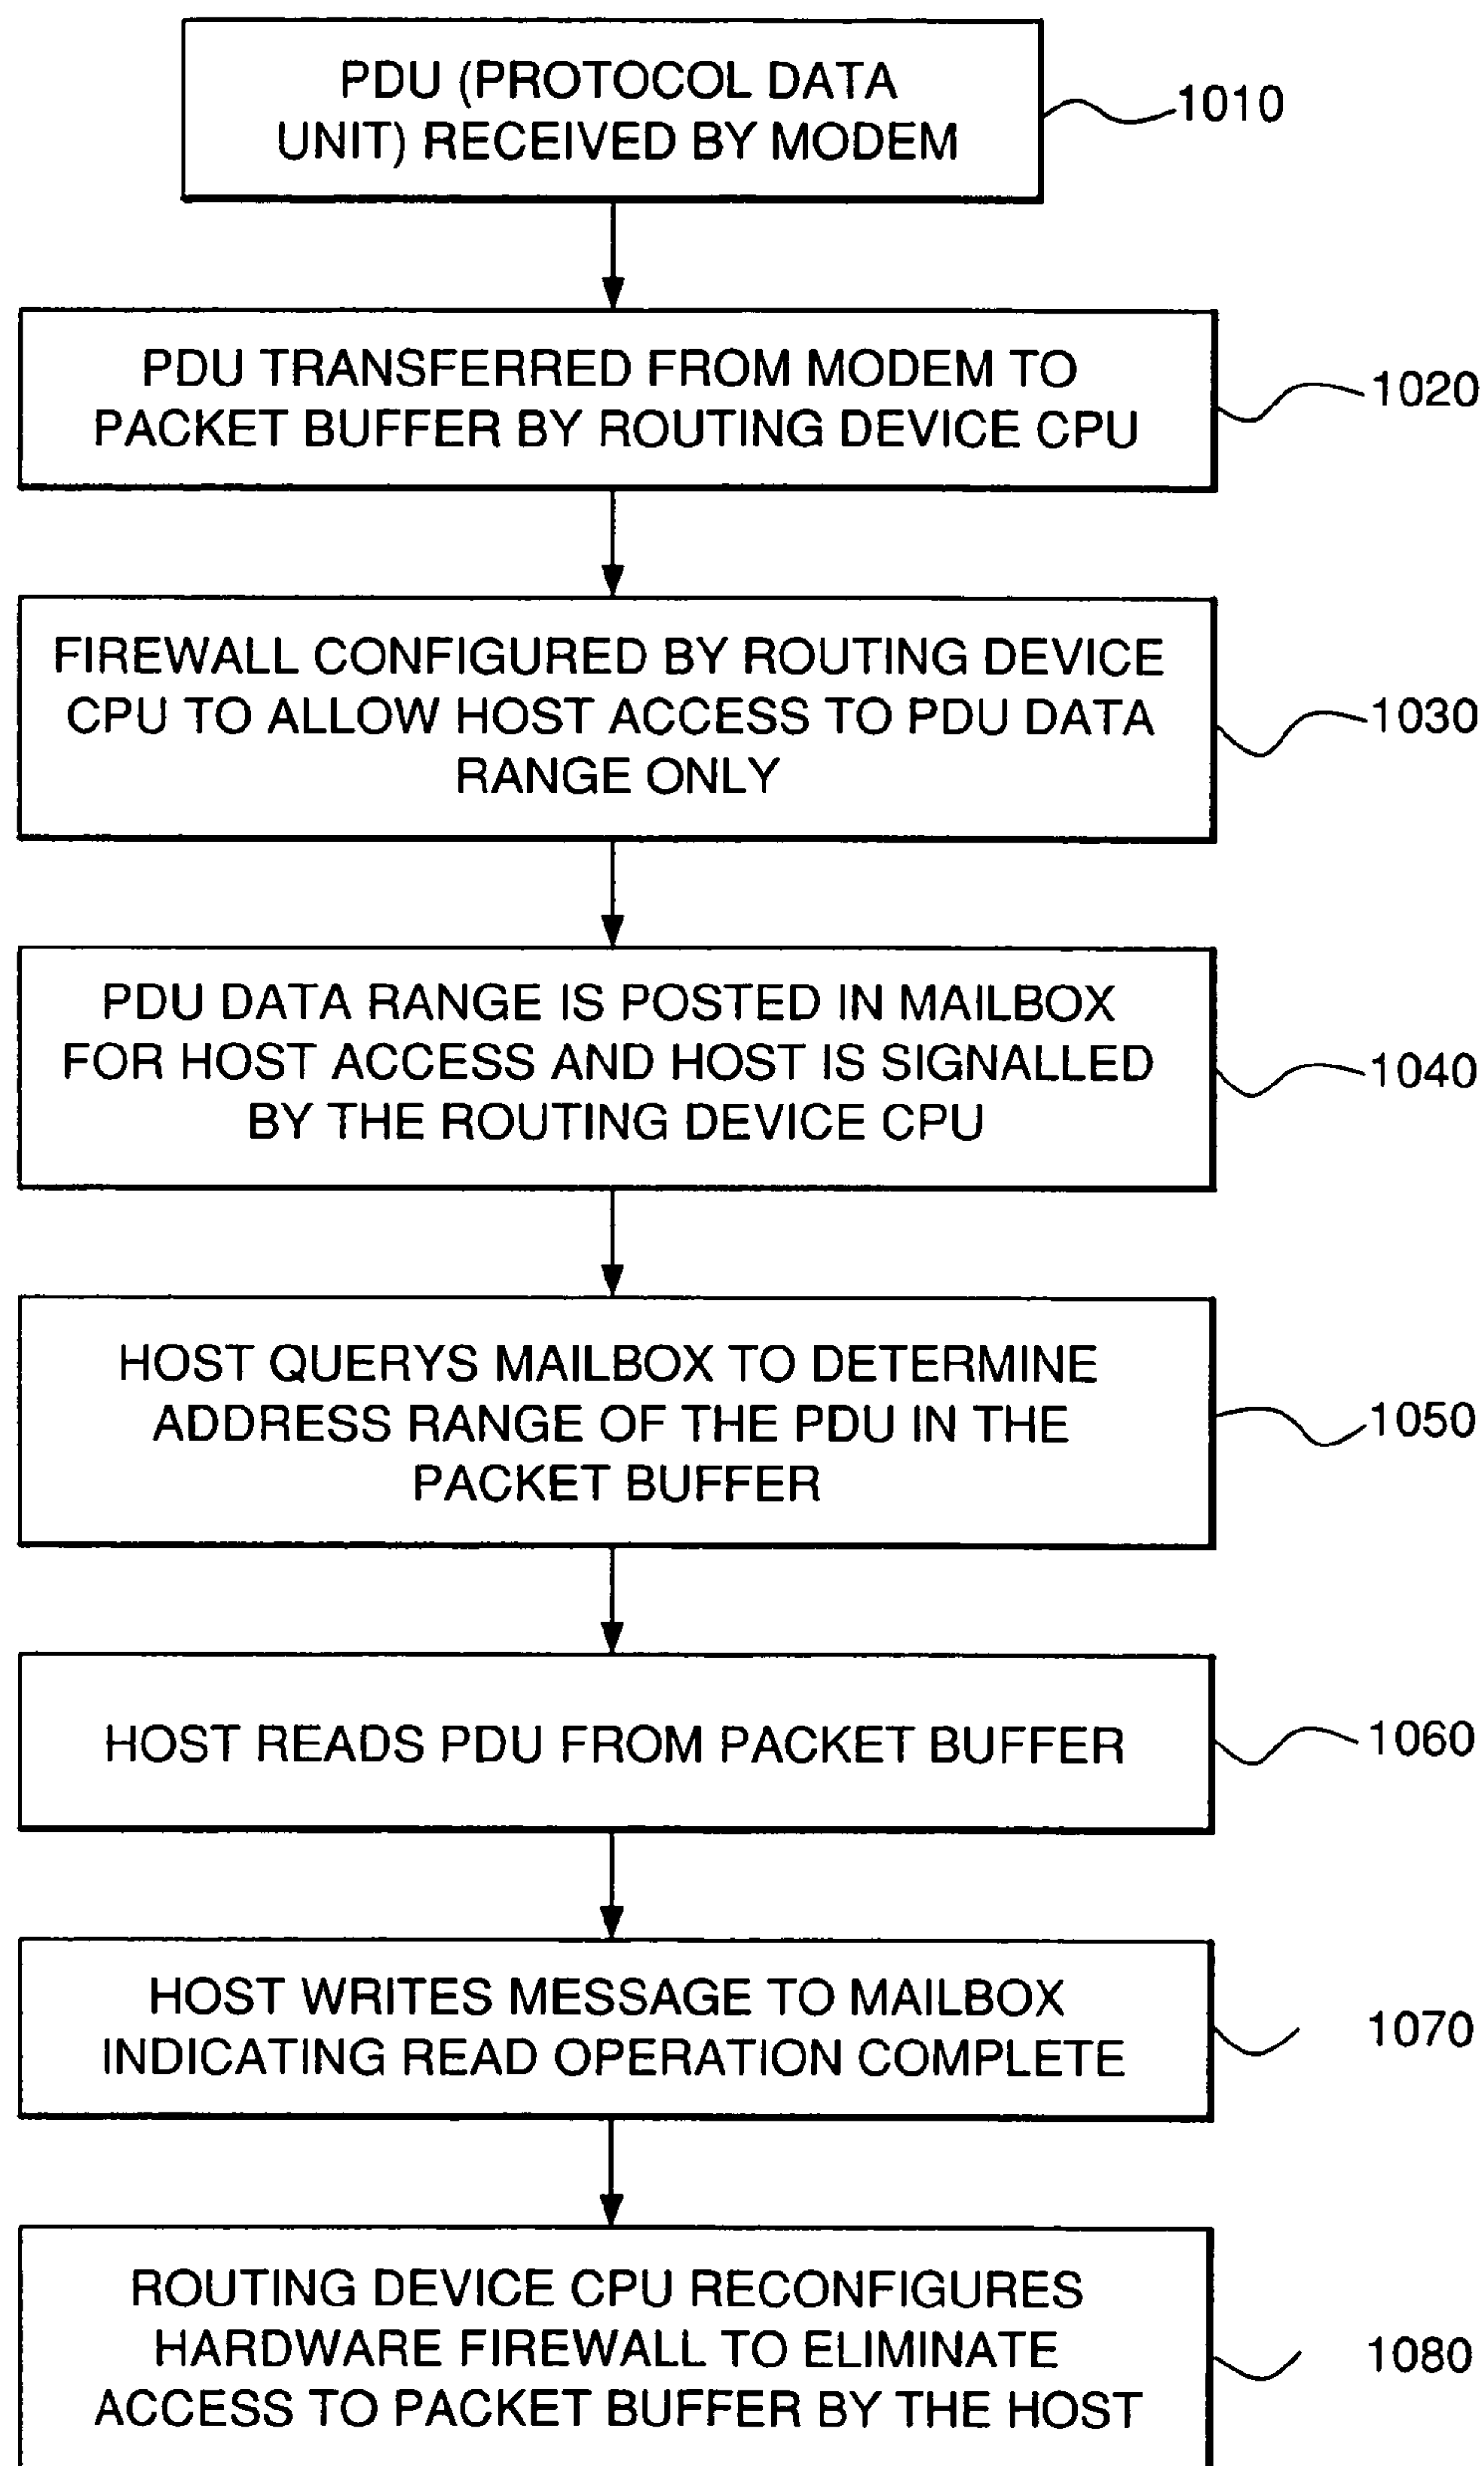 PDU (PROTOCOL DATA
UNIT) RECEIVED BY MODEM
1010
PDU TRANSFERRED FROM MODEM TO
PACKET BUFFER BY ROUTING DEVICE CPU
1020
FIREWALL CONFIGURED BY ROUTING DEVICE
CPU TO ALLOW HOST ACCESS TO PDU DATA
RANGE ONLY
1030
PDU DATA RANGE IS POSTED IN MAILBOX
FOR HOST ACCESS AND HOST IS SIGNALLED
BY THE ROUTING DEVICE CPU
1040
HOST QUERYS MAILBOX TO DETERMINE
ADDRESS RANGE OF THE PDU IN THE
PACKET BUFFER
1050
HOST READS PDU FROM PACKET BUFFER
1060
HOST WRITES MESSAGE TO MAILBOX
INDICATING READ OPERATION COMPLETE
1070
ROUTING DEVICE CPU RECONFIGURES
HARDWARE FIREWALL TO ELIMINATE
ACCESS TO PACKET BUFFER BY THE HOST
1080